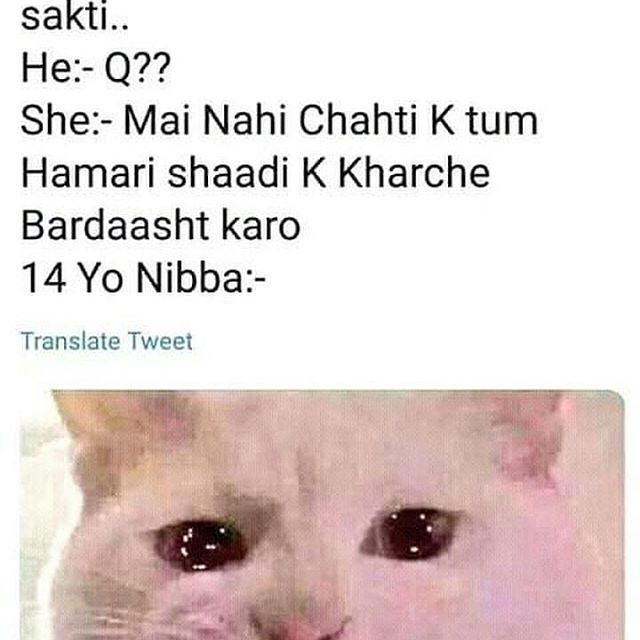 sakti..
He:- Q??
She:- Mai Nahi Chahti K tum
Hamari shaadi K Kharche
Bardaasht karo
14 Yo Nibba:-
Translate Tweet